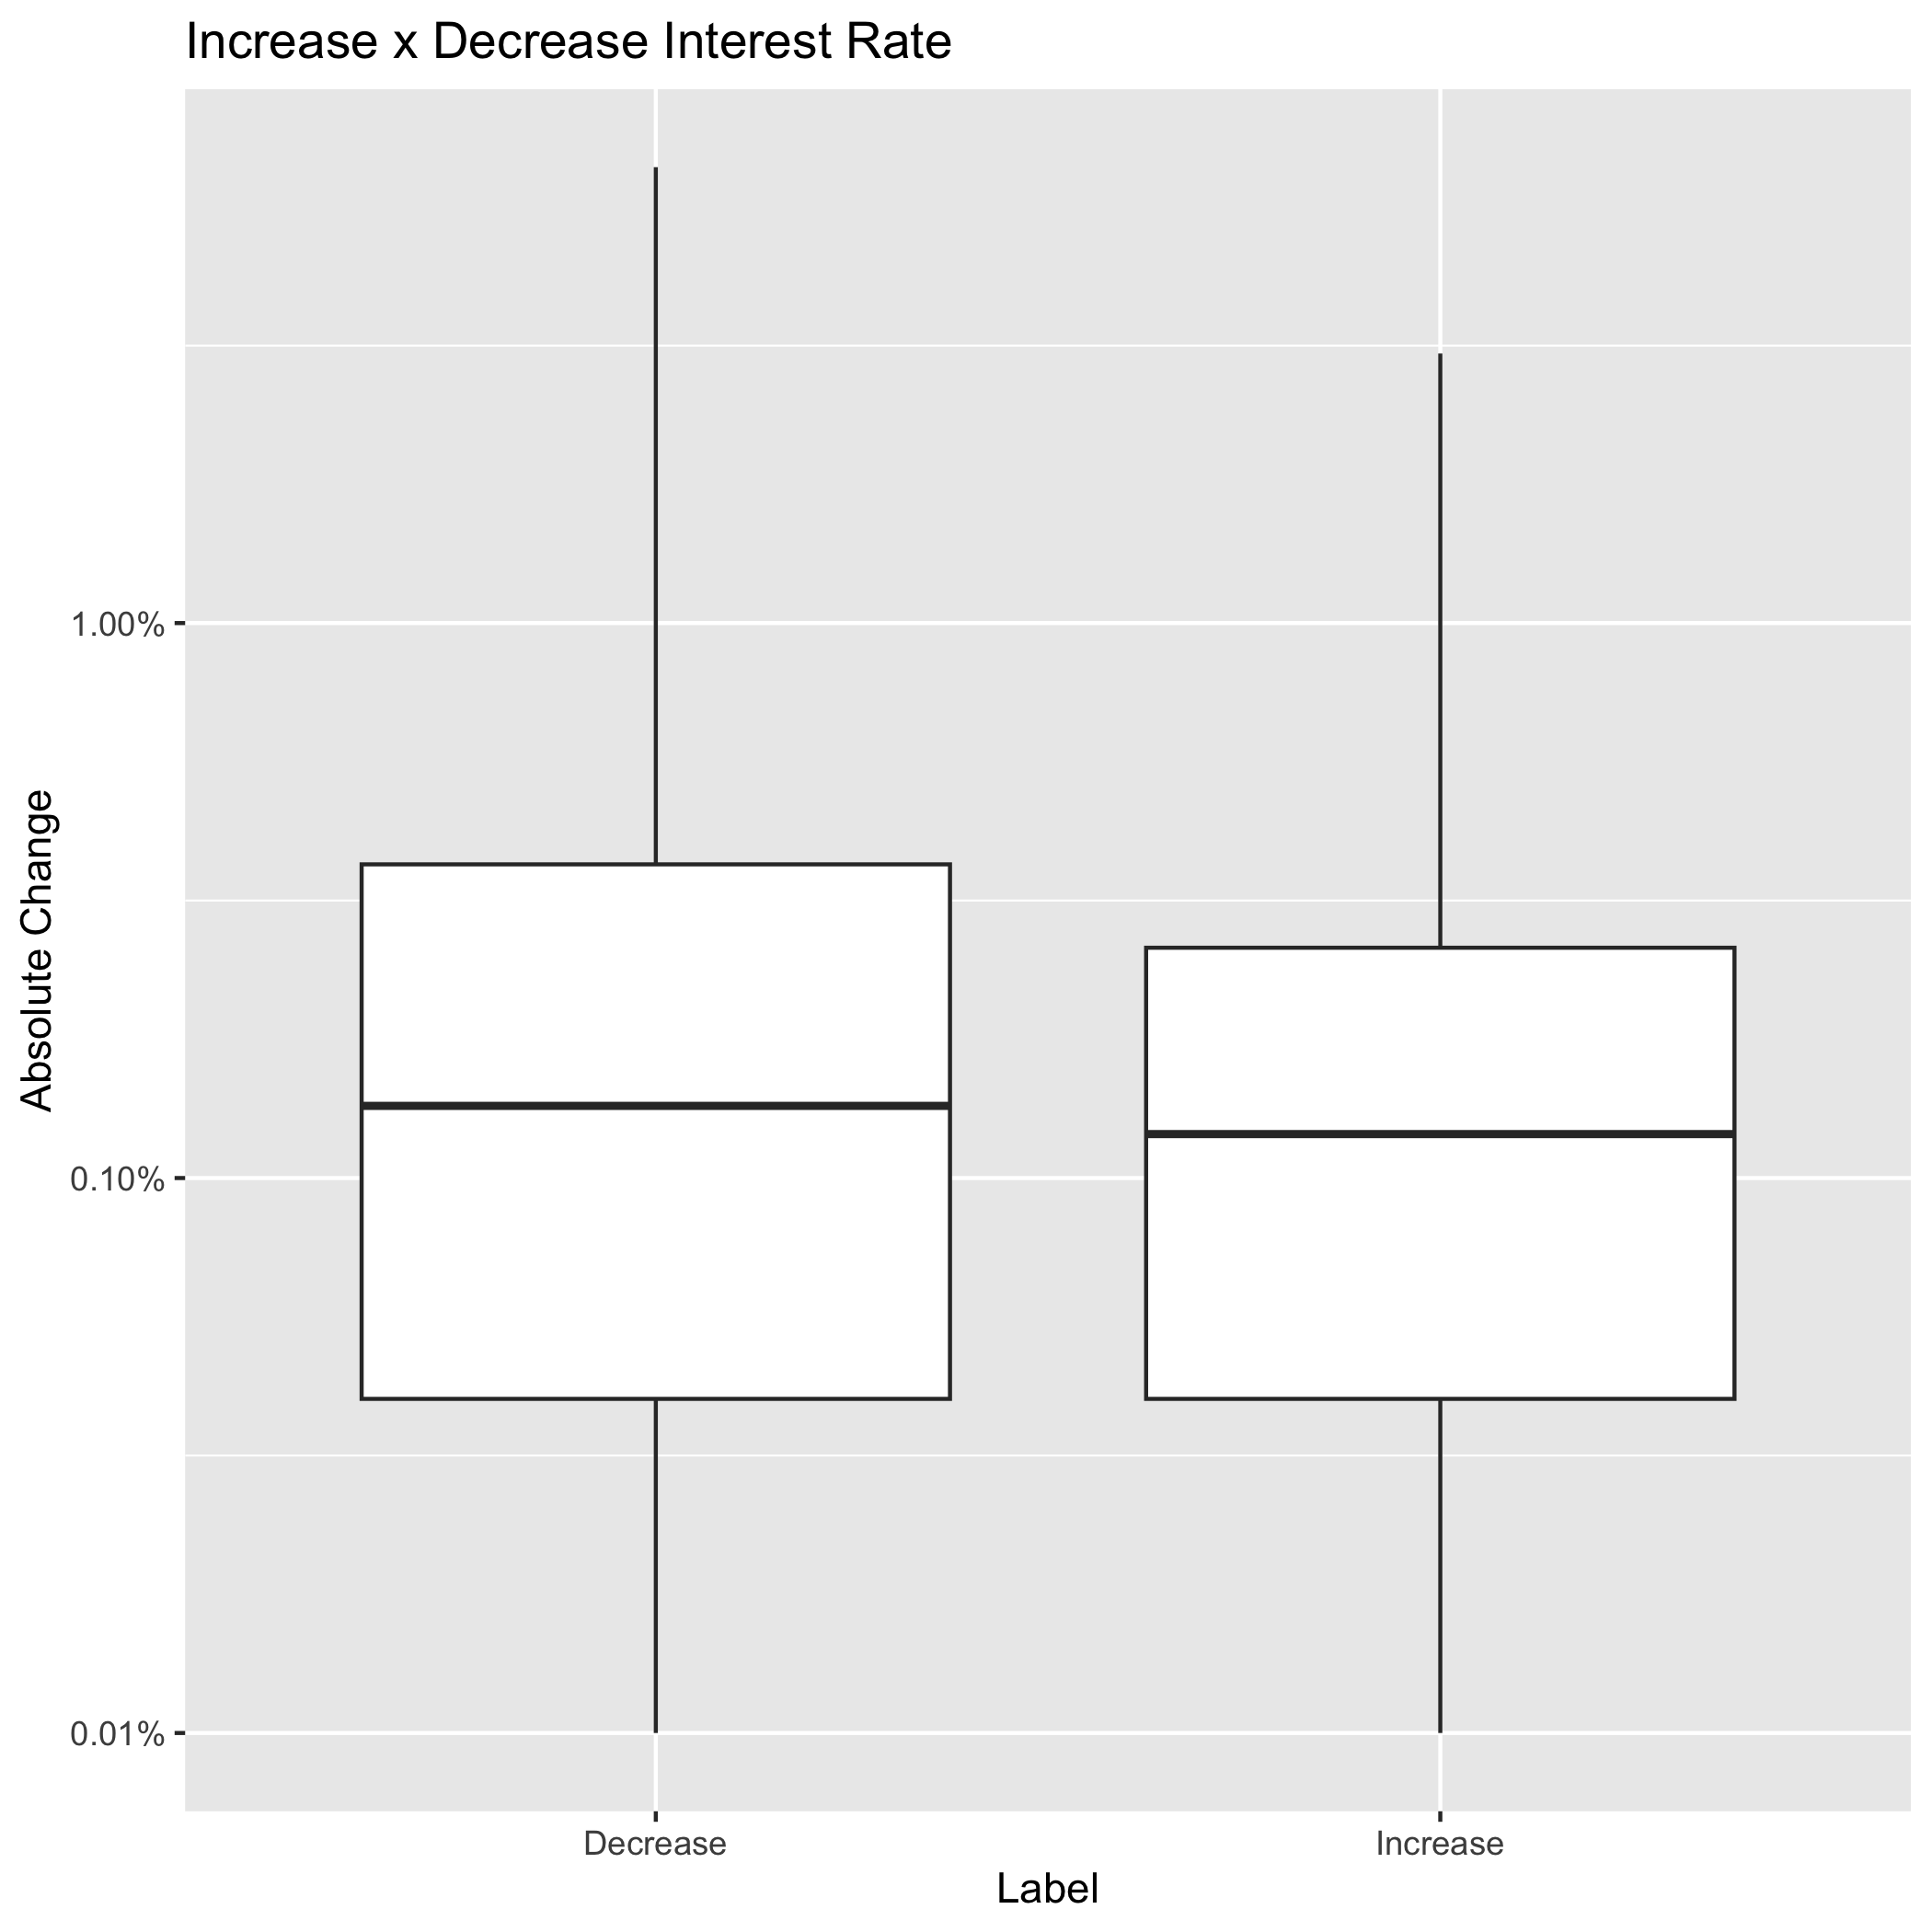 Increase x Decrease Interest Rate
Absolute Change
1.00%
0.10%
0.01%
Decrease
Increase
Label